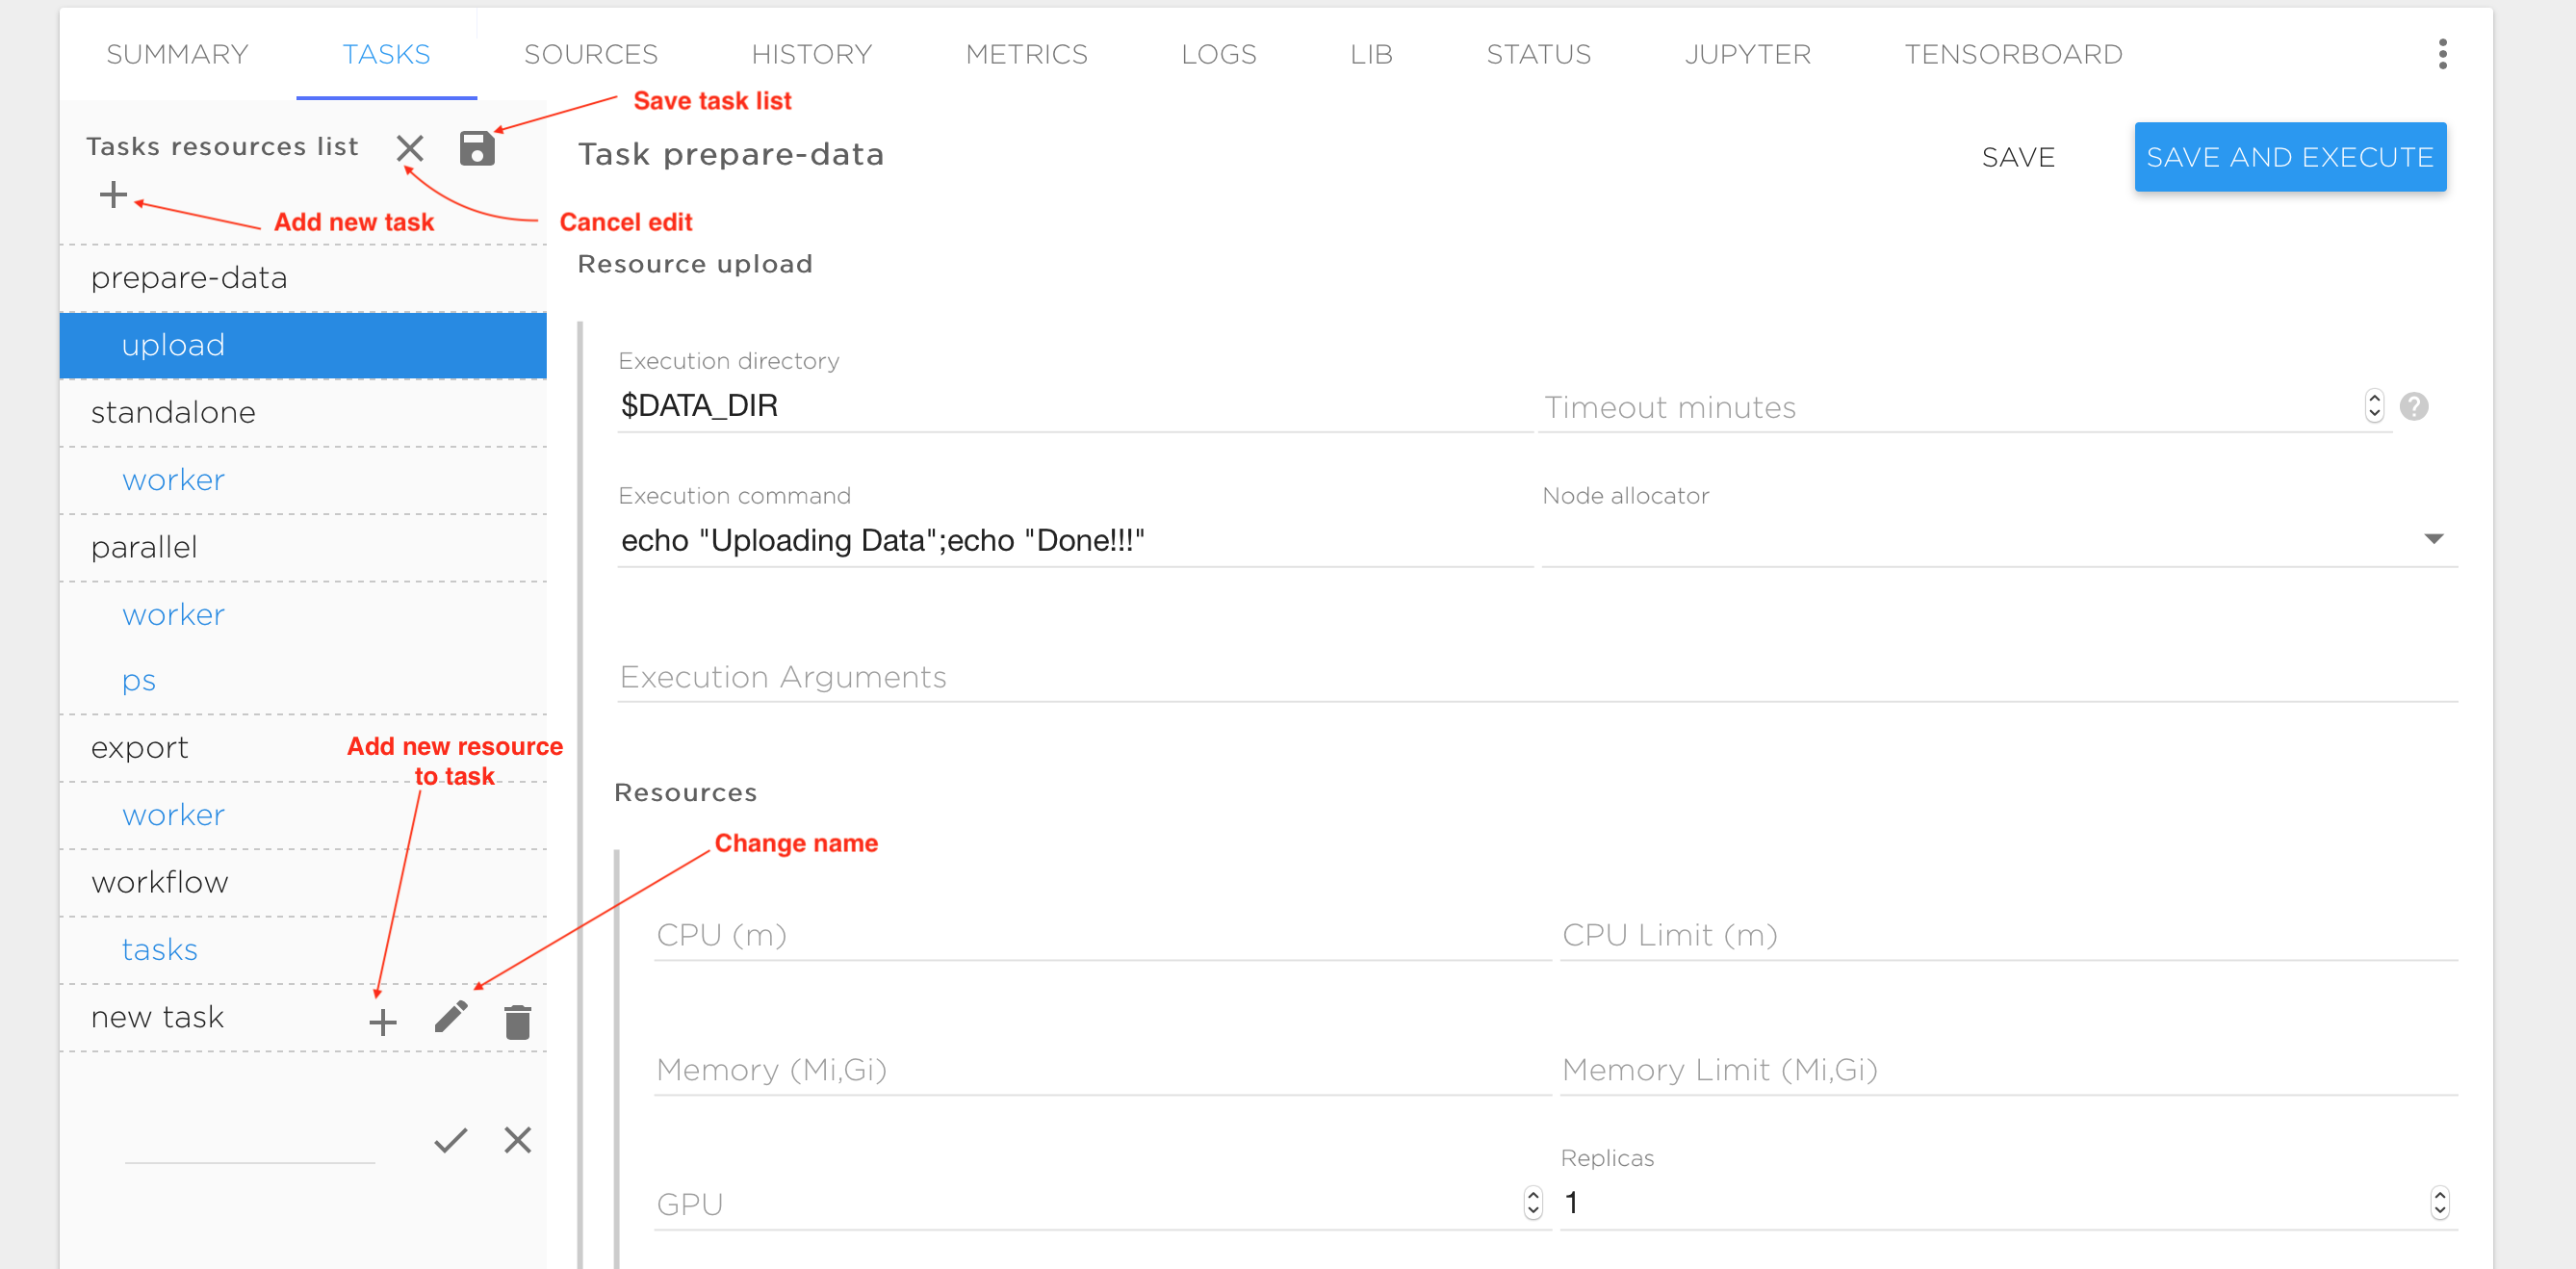 SUMMARY TASKS SOURCES HISTORY METRICS LOGS LIB STATUS JUPYTER TENSORBOARD
Save task list
Tasks resources list
Add new task
Cancel edit
prepare-data
upload
standalone
worker
parallel
worker
ps
export
Add new resource
to task
worker
workflow
tasks
new task
Task prepare-data
SAVE SAVE AND EXECUTE
Resource upload
Execution directory
$DATA_DIR Timeout minutes ?
Execution command Node allocator
echo "Uploading Data";echo "Done!!!"
Execution Arguments
Resources
Change name
CPU (m) CPU Limit (m)
Memory (Mi,Gi) Memory Limit (Mi,Gi)
Replicas
GPU 1